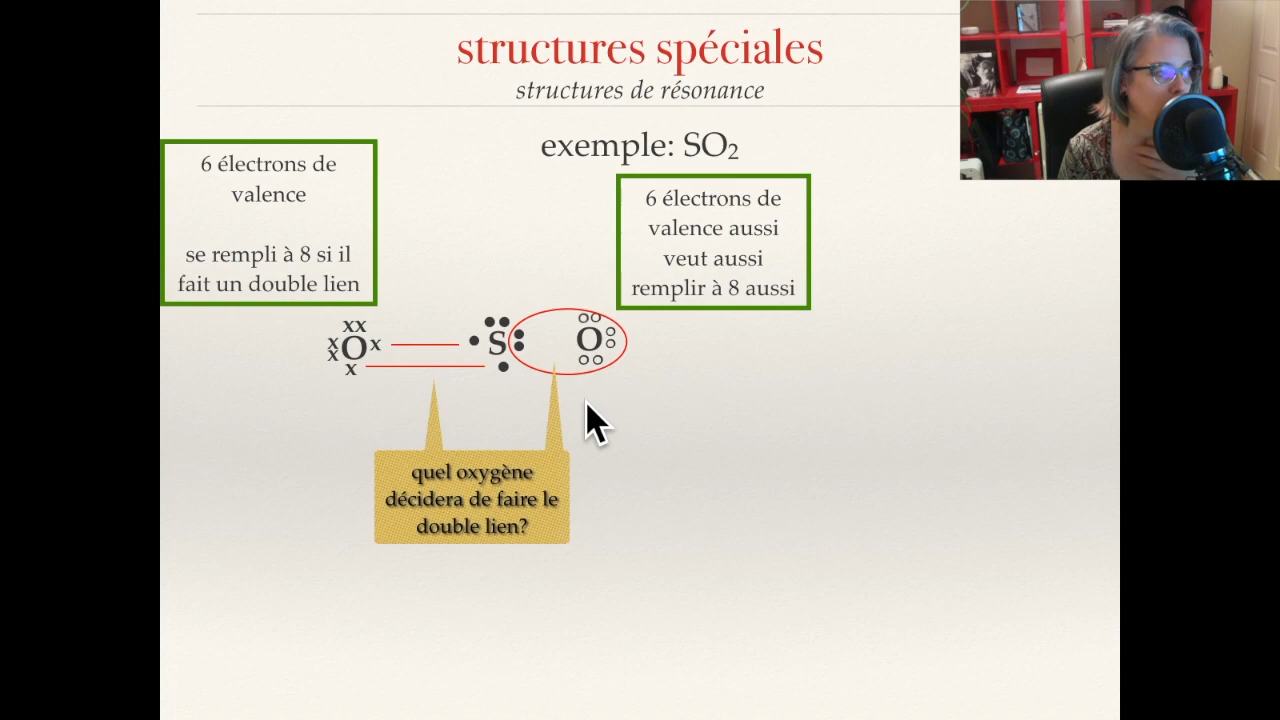 structures spéciales
structures de résonance
exemple: SO₂
6 électrons de
valence
se rempli à 8 si il
fait un double lien
6 électrons de
valence aussi
veut aussi
remplir à 8 aussi
xx
x O x S O
x
x
quel oxygène
décidera de faire le
double lien?